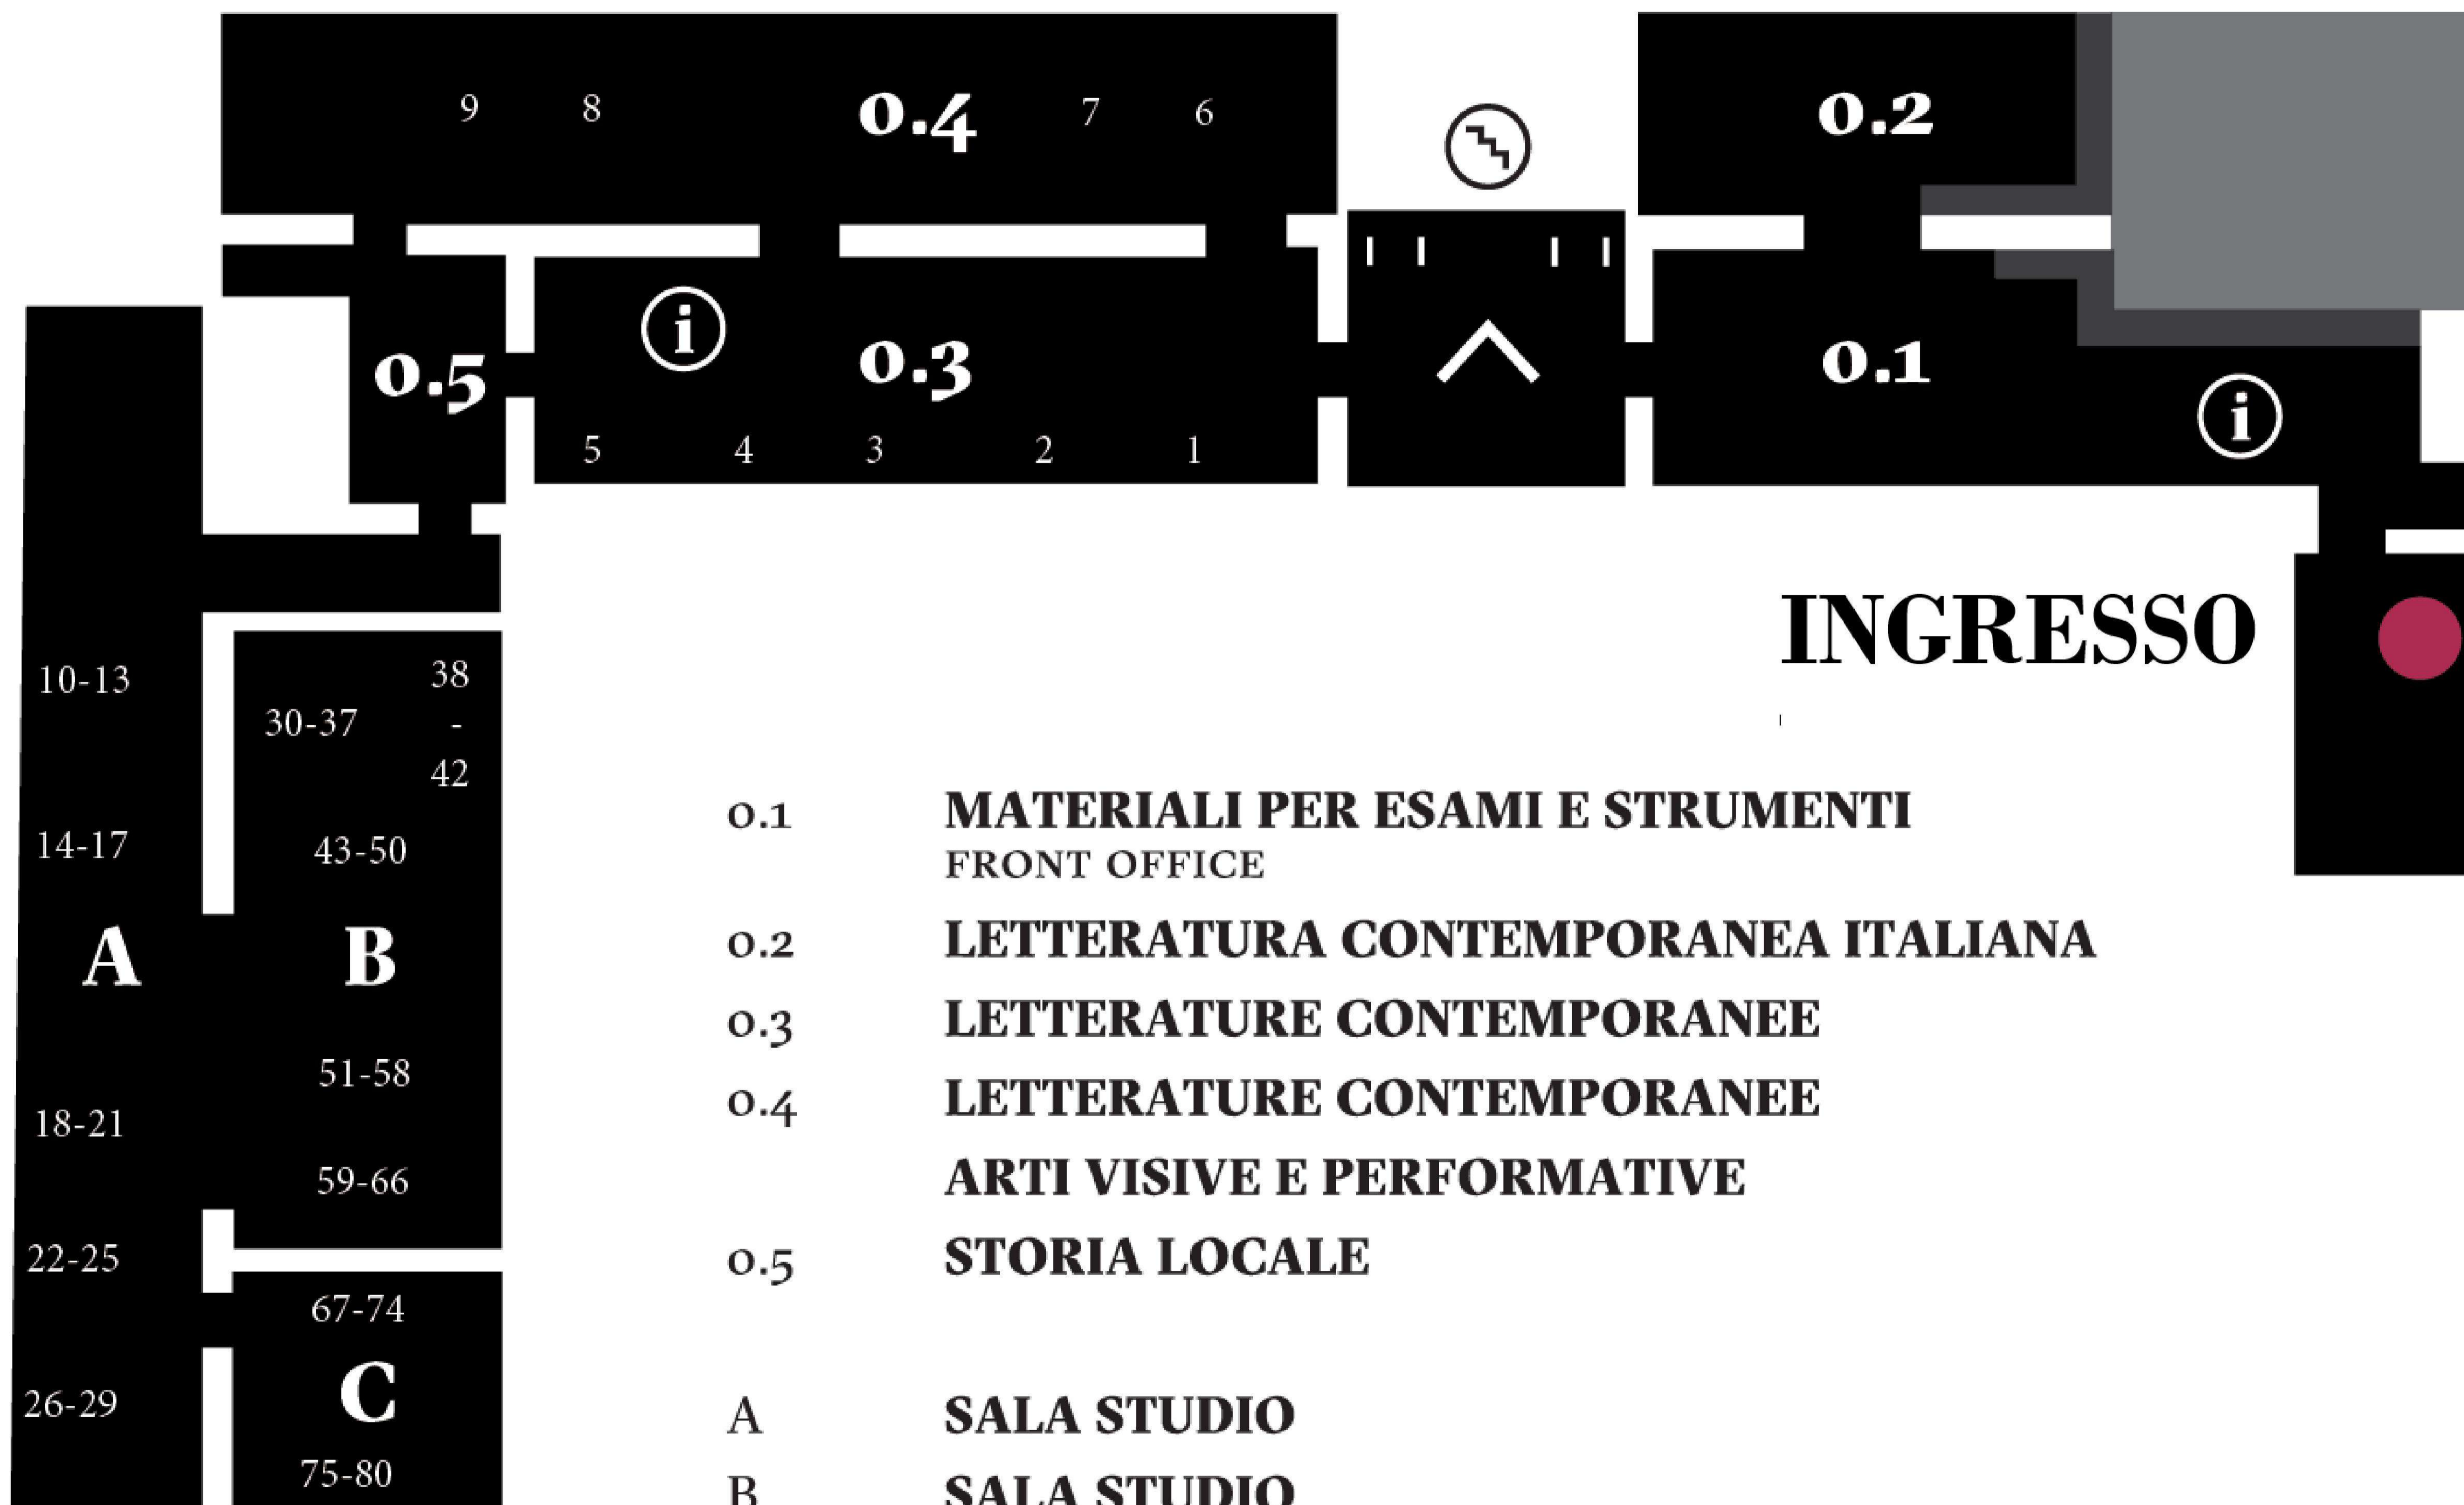 9 8 0.4 7 6
0.2
i
0.5
0.3
0.1
i
5 4 3 2 1
INGRESSO
10-13
14-17
A
18-21
22-25
26-29
38
30-37 -
42
43-50
B
51-58
59-66
67-74
C
75-80
0.1 MATERIALI PER ESAMI E STRUMENTI
FRONT OFFICE
0.2 LETTERATURA CONTEMPORANEA ITALIANA
0.3 LETTERATURE CONTEMPORANEE
0.4 LETTERATURE CONTEMPORANEE
ARTI VISIVE E PERFORMATIVE
0.5 STORIA LOCALE
A SALA STUDIO
B SALA STUDIO